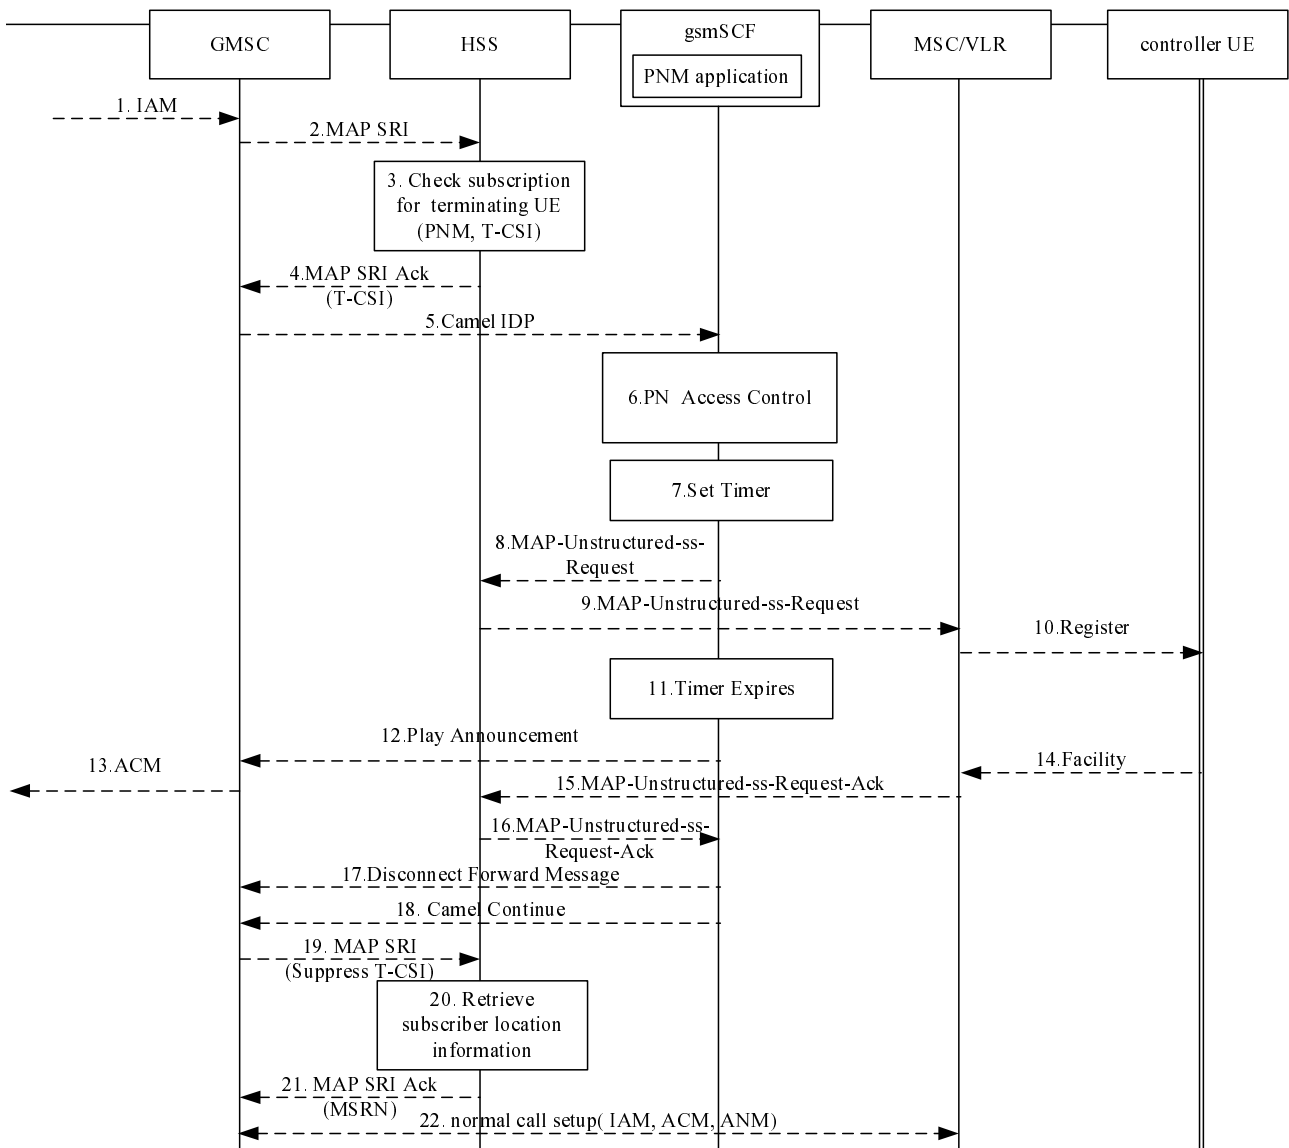 GMSC
HSS
gsmSCF
PNM application
MSC/VLR
controller UE
1. IAM
2.MAP SRI
3. Check subscription
for terminating UE
(PNM, T-CSI)
4.MAP SRI Ack
(T-CSI)
5.Camel IDP
6.PN Access Control
7.Set Timer
8.MAP-Unstructured-ss-
Request
9.MAP-Unstructured-ss-Request
10.Register
11.Timer Expires
12.Play Announcement
13.ACM
14.Facility
15.MAP-Unstructured-ss-Request-Ack
16.MAP-Unstructured-ss-
Request-Ack
17.Disconnect Forward Message
18. Camel Continue
19. MAP SRI
(Suppress T-CSI)
20. Retrieve
subscriber location
information
21. MAP SRI Ack
(MSRN)
22. normal call setup( IAM, ACM, ANM)